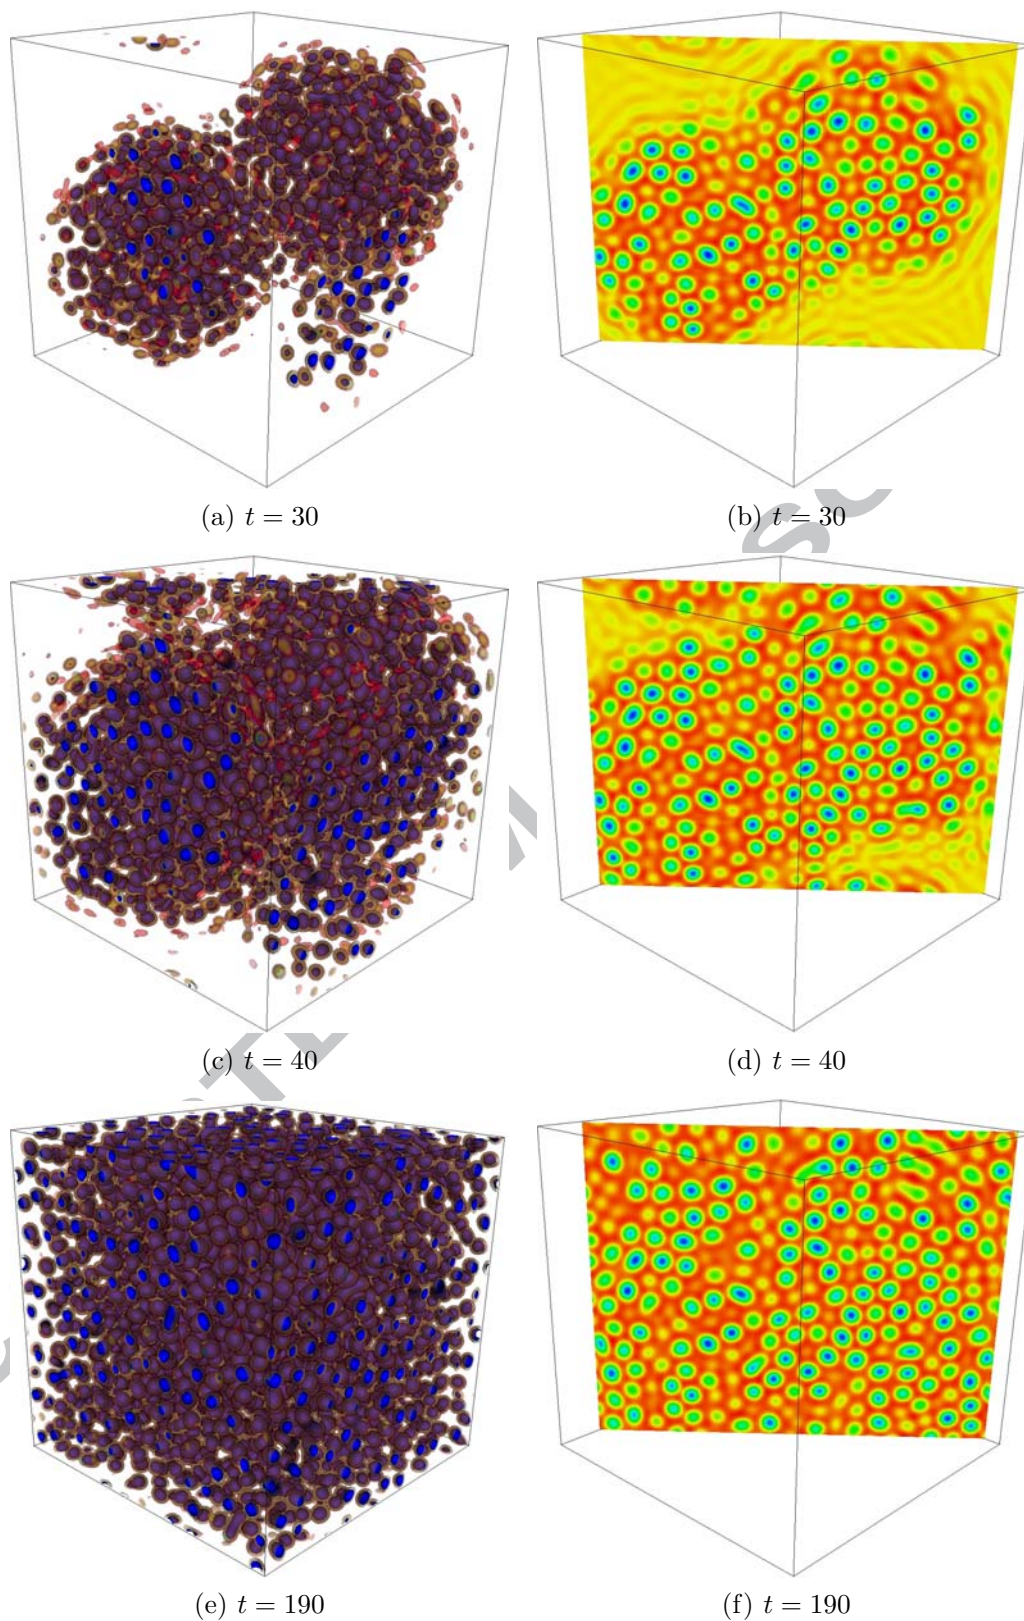 (a) t = 30
(b) t = 30
(c) t = 40
(d) t = 40
(e) t = 190
(f) t = 190